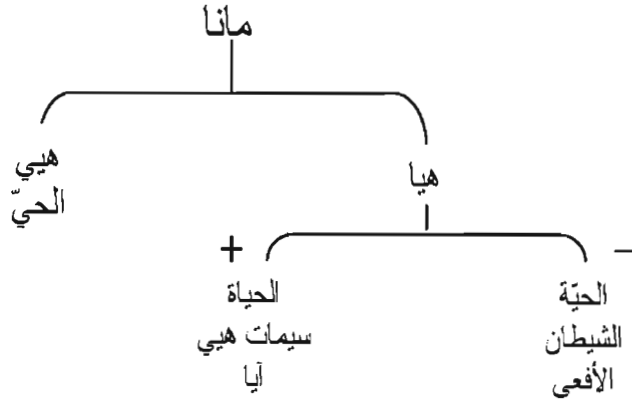 مانا
هيا
هيي
الحيّ
+
−
الحيّة
الشيطان
الأفعى
الحياة
سيمات هيي
آيا